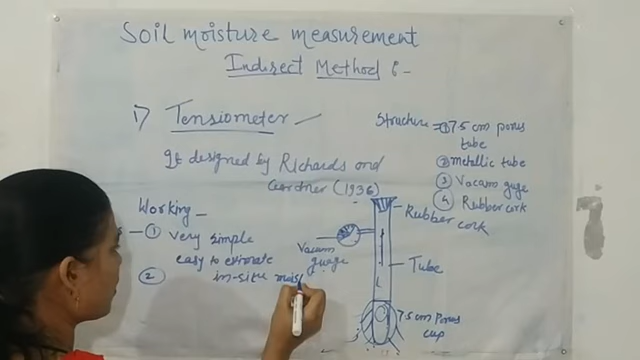 Soil moisture measurement
Indirect Method :-
1) Tensiometer
It designed by Richards and
Gardner (1936)
Structure = ① 7.5 cm porus
tube
② metallic tube
③ Vacuum guge
④ Rubber cork
Working
① Very simple
easy to estimate
② in-situ mois
Rubber cork
Vacum
guage
Tube
7.5 cm Porus
cup